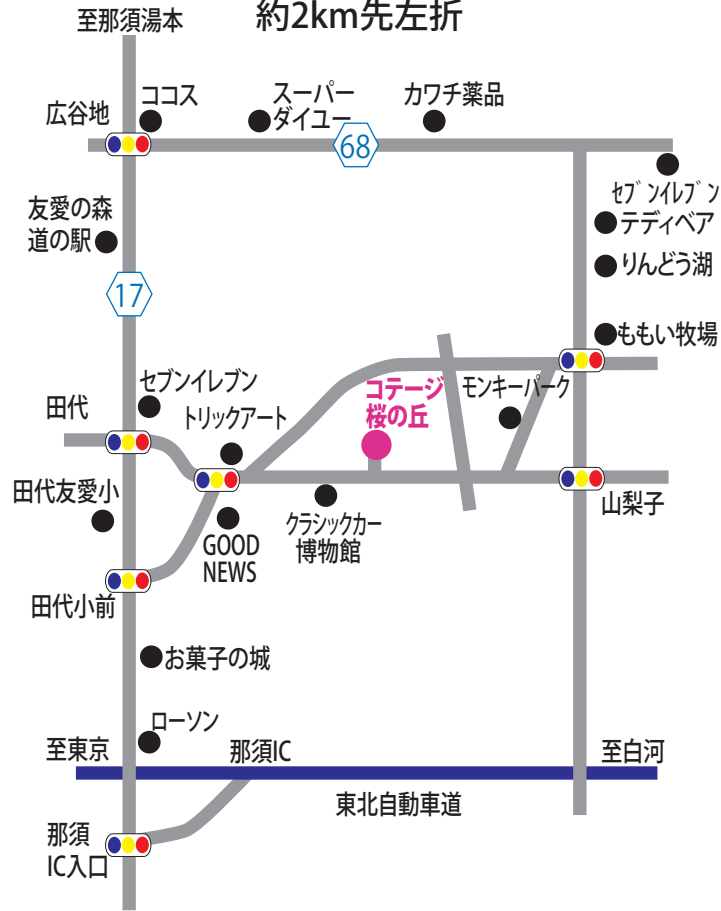 約2km先左折
至那須湯本
ココス
スーパー
ダイユー
カワチ薬品
広谷地
68
セブンイレブン
友愛の森
道の駅
テディベア
りんどう湖
17
ももい牧場
セブンイレブン
コテージ
桜の丘
モンキーパーク
田代
トリックアート
田代友愛小
山梨子
クラシックカー
博物館
GOOD
NEWS
田代小前
お菓子の城
ローソン
至東京
那須IC
至白河
東北自動車道
那須
IC入口